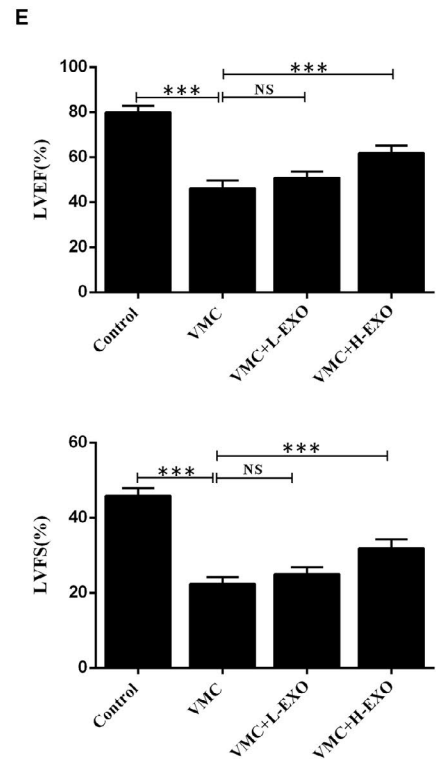 E
***
*** NS
100
80
60
40
20
0
LVEF(%)
Control
VMC
VMC+L-EXO
VMC+H-EXO
***
*** NS
60
40
20
0
LVFS(%)
Control
VMC
VMC+L-EXO
VMC+H-EXO